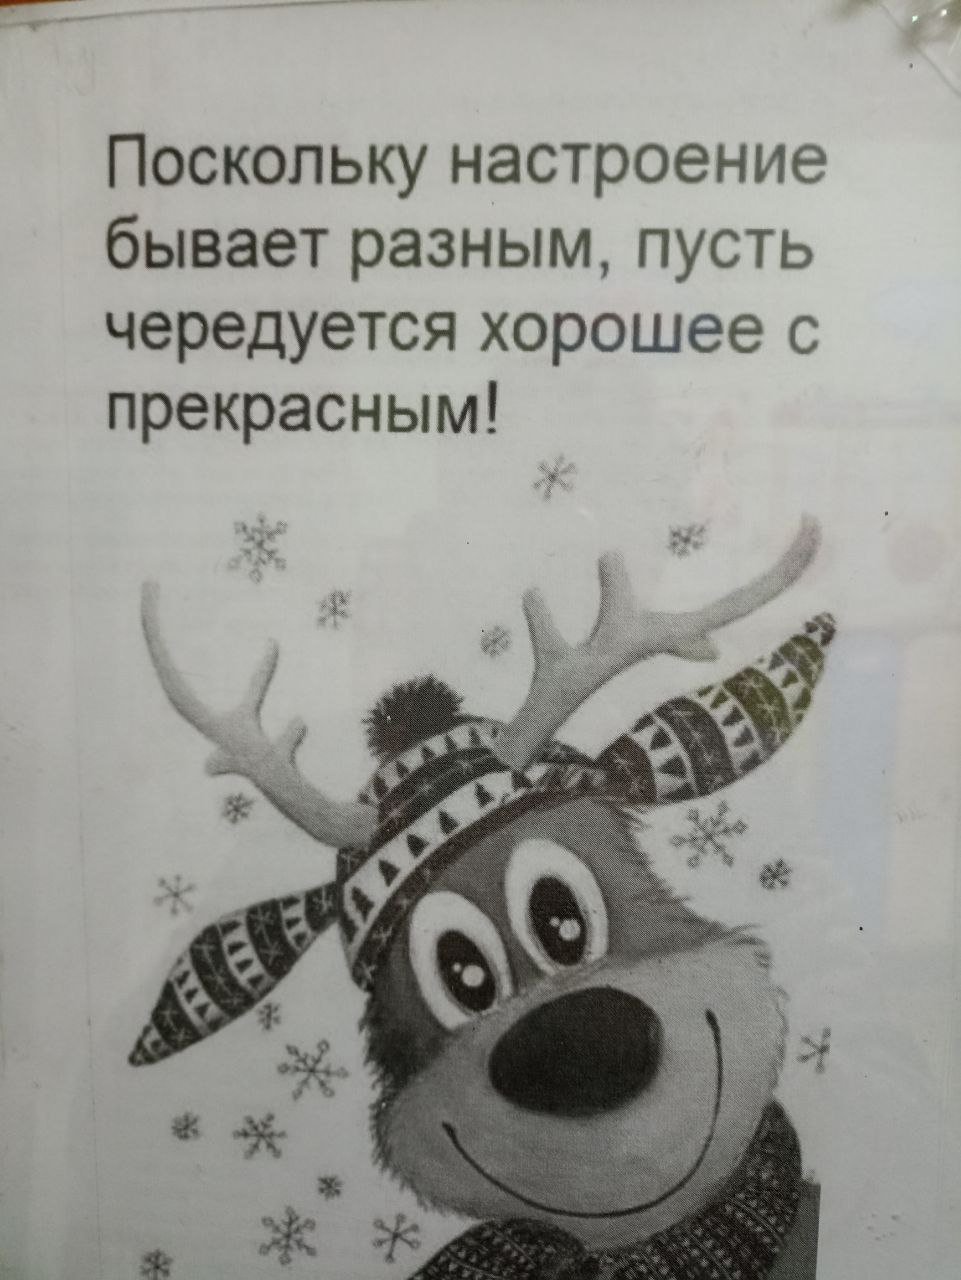 Поскольку настроение
бывает разным, пусть
чередуется хорошее с
прекрасным!